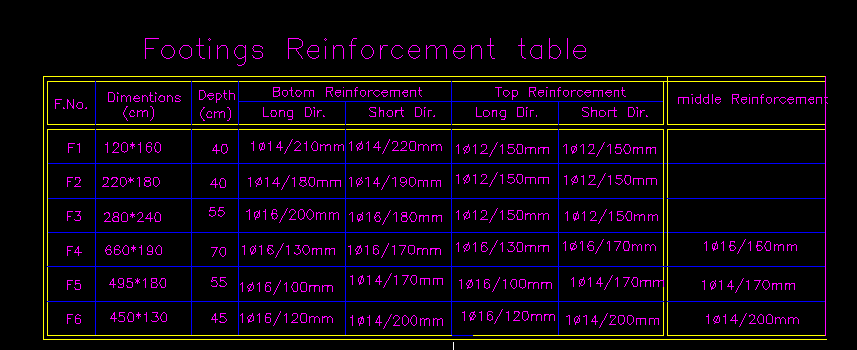 Footings Reinforcement table
F.No. Dimentions (cm) Depth (cm) Botom Reinforcement Top Reinforcement middle Reinforcement
Long Dir. Short Dir. Long Dir. Short Dir.
F1 120*160 40 1ø14/210mm 1ø14/220mm 1ø12/150mm 1ø12/150mm
F2 220*180 40 1ø14/180mm 1ø14/190mm 1ø12/150mm 1ø12/150mm
F3 280*240 55 1ø16/200mm 1ø16/180mm 1ø12/150mm 1ø12/150mm
F4 660*190 70 1ø16/130mm 1ø16/170mm 1ø16/130mm 1ø16/170mm 1ø16/160mm
F5 495*180 55 1ø16/100mm 1ø14/170mm 1ø16/100mm 1ø14/170mm 1ø14/170mm
F6 450*130 45 1ø16/120mm 1ø14/200mm 1ø16/120mm 1ø14/200mm 1ø14/200mm